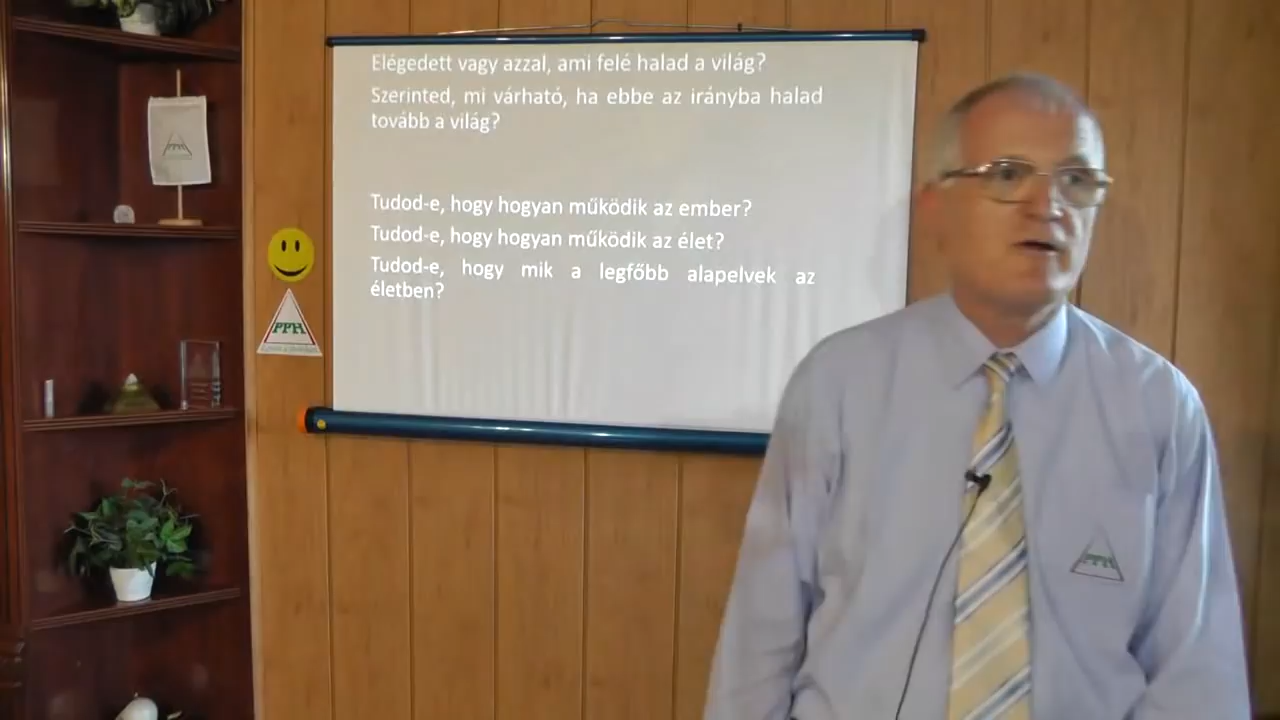 Elégedett vagy azzal, ami felé halad a világ?
Szerinted, mi várható, ha ebbe az irányba halad
tovább a világ?
Tudod-e, hogy hogyan működik az ember?
Tudod-e, hogy hogyan működik az élet?
Tudod-e, hogy mik a legfőbb alapelvek az
életben?
PPH
PPH
PPH